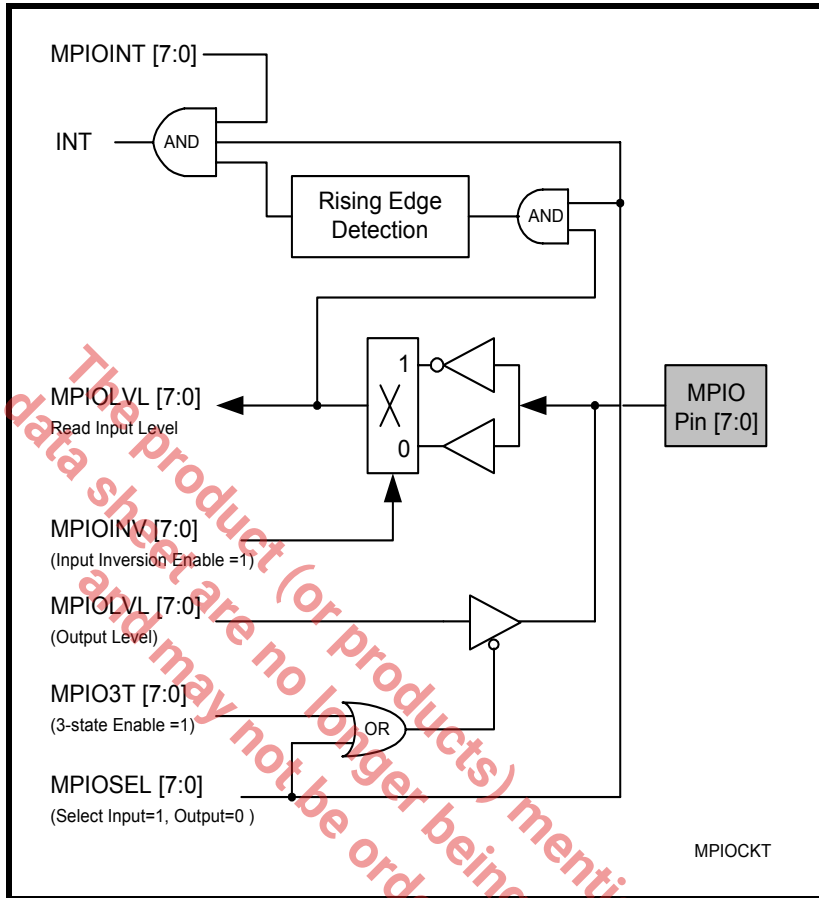 MPIOINT [7:0]
INT
AND
Rising Edge
Detection
AND
1
0
MPIOLVL [7:0]
Read Input Level
MPIO
Pin [7:0]
MPIOINV [7:0]
(Input Inversion Enable =1)
MPIOLVL [7:0]
(Output Level)
MPIO3T [7:0]
(3-state Enable =1)
OR
MPIOSEL [7:0]
(Select Input=1, Output=0 )
MPIOCKT
The product (or products) menti
data sheet are no longer being
and may not be orde